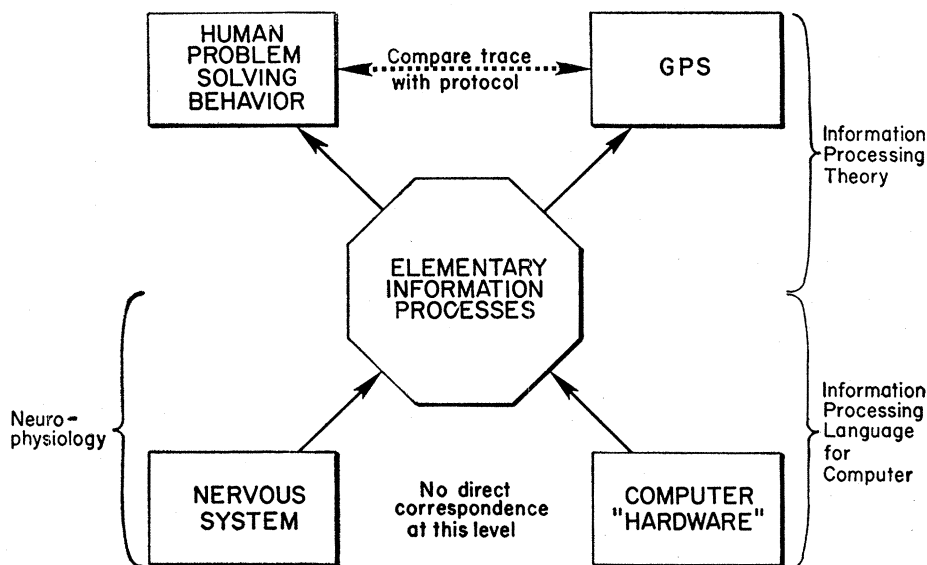 HUMAN
PROBLEM
SOLVING
BEHAVIOR
Compare trace
with protocol
GPS
Information
Processing
Theory
ELEMENTARY
INFORMATION
PROCESSES
Neuro-
physiology
NERVOUS
SYSTEM
No direct
correspondence
at this level
COMPUTER
"HARDWARE"
Information
Processing
Language
for
Computer